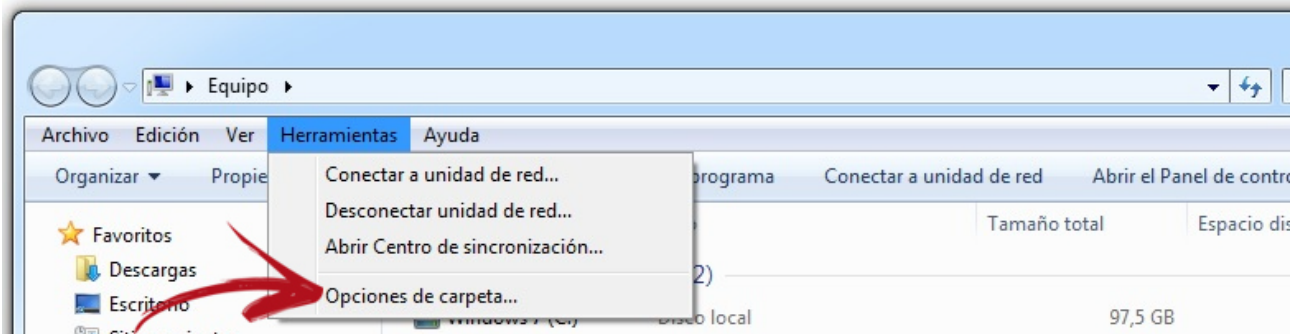 Equipo
Archivo Edición Ver Herramientas Ayuda
Organizar Propie programa Conectar a unidad de red Abrir el Panel de contro
Conectar a unidad de red...
Desconectar unidad de red...
Abrir Centro de sincronización...
Opciones de carpeta...
Tamaño total Espacio dis
Favoritos
Descargas
2)
Escritorio
Windows 7 (C:) Disco local 97,5 GB